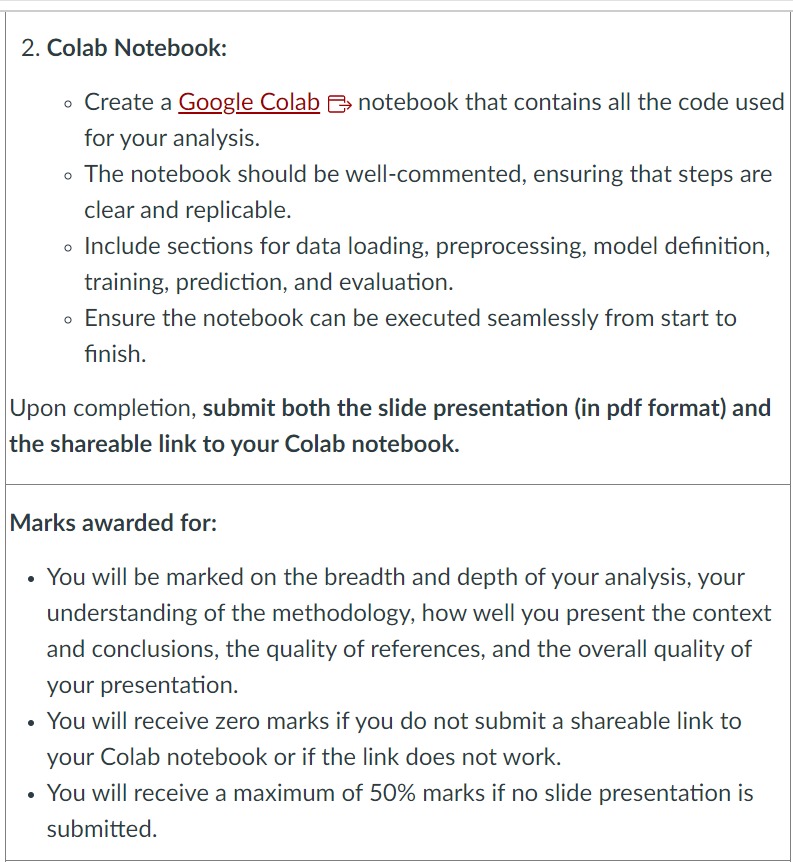 2. Colab Notebook:
◦ Create a Google Colab notebook that contains all the code used
for your analysis.
◦ The notebook should be well-commented, ensuring that steps are
clear and replicable.
◦ Include sections for data loading, preprocessing, model definition,
training, prediction, and evaluation.
◦ Ensure the notebook can be executed seamlessly from start to
finish.
Upon completion, submit both the slide presentation (in pdf format) and
the shareable link to your Colab notebook.
Marks awarded for:
• You will be marked on the breadth and depth of your analysis, your
understanding of the methodology, how well you present the context
and conclusions, the quality of references, and the overall quality of
your presentation.
• You will receive zero marks if you do not submit a shareable link to
your Colab notebook or if the link does not work.
• You will receive a maximum of 50% marks if no slide presentation is
submitted.